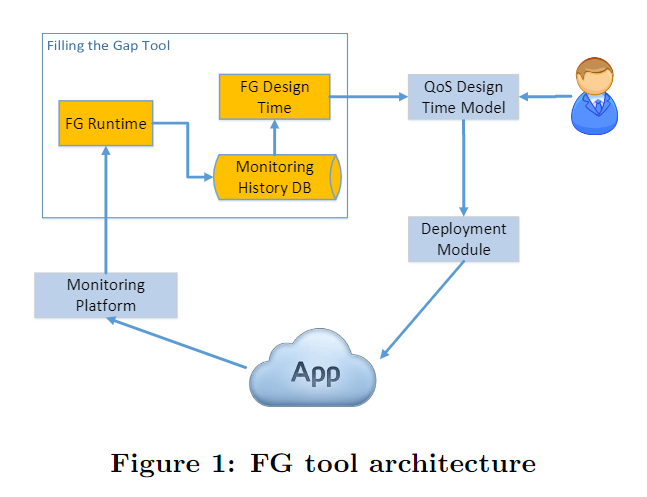 Filling the Gap Tool
FG Design
Time
QoS Design
Time Model
FG Runtime
Monitoring
History DB
Deployment
Module
Monitoring
Platform
App
Figure 1: FG tool architecture